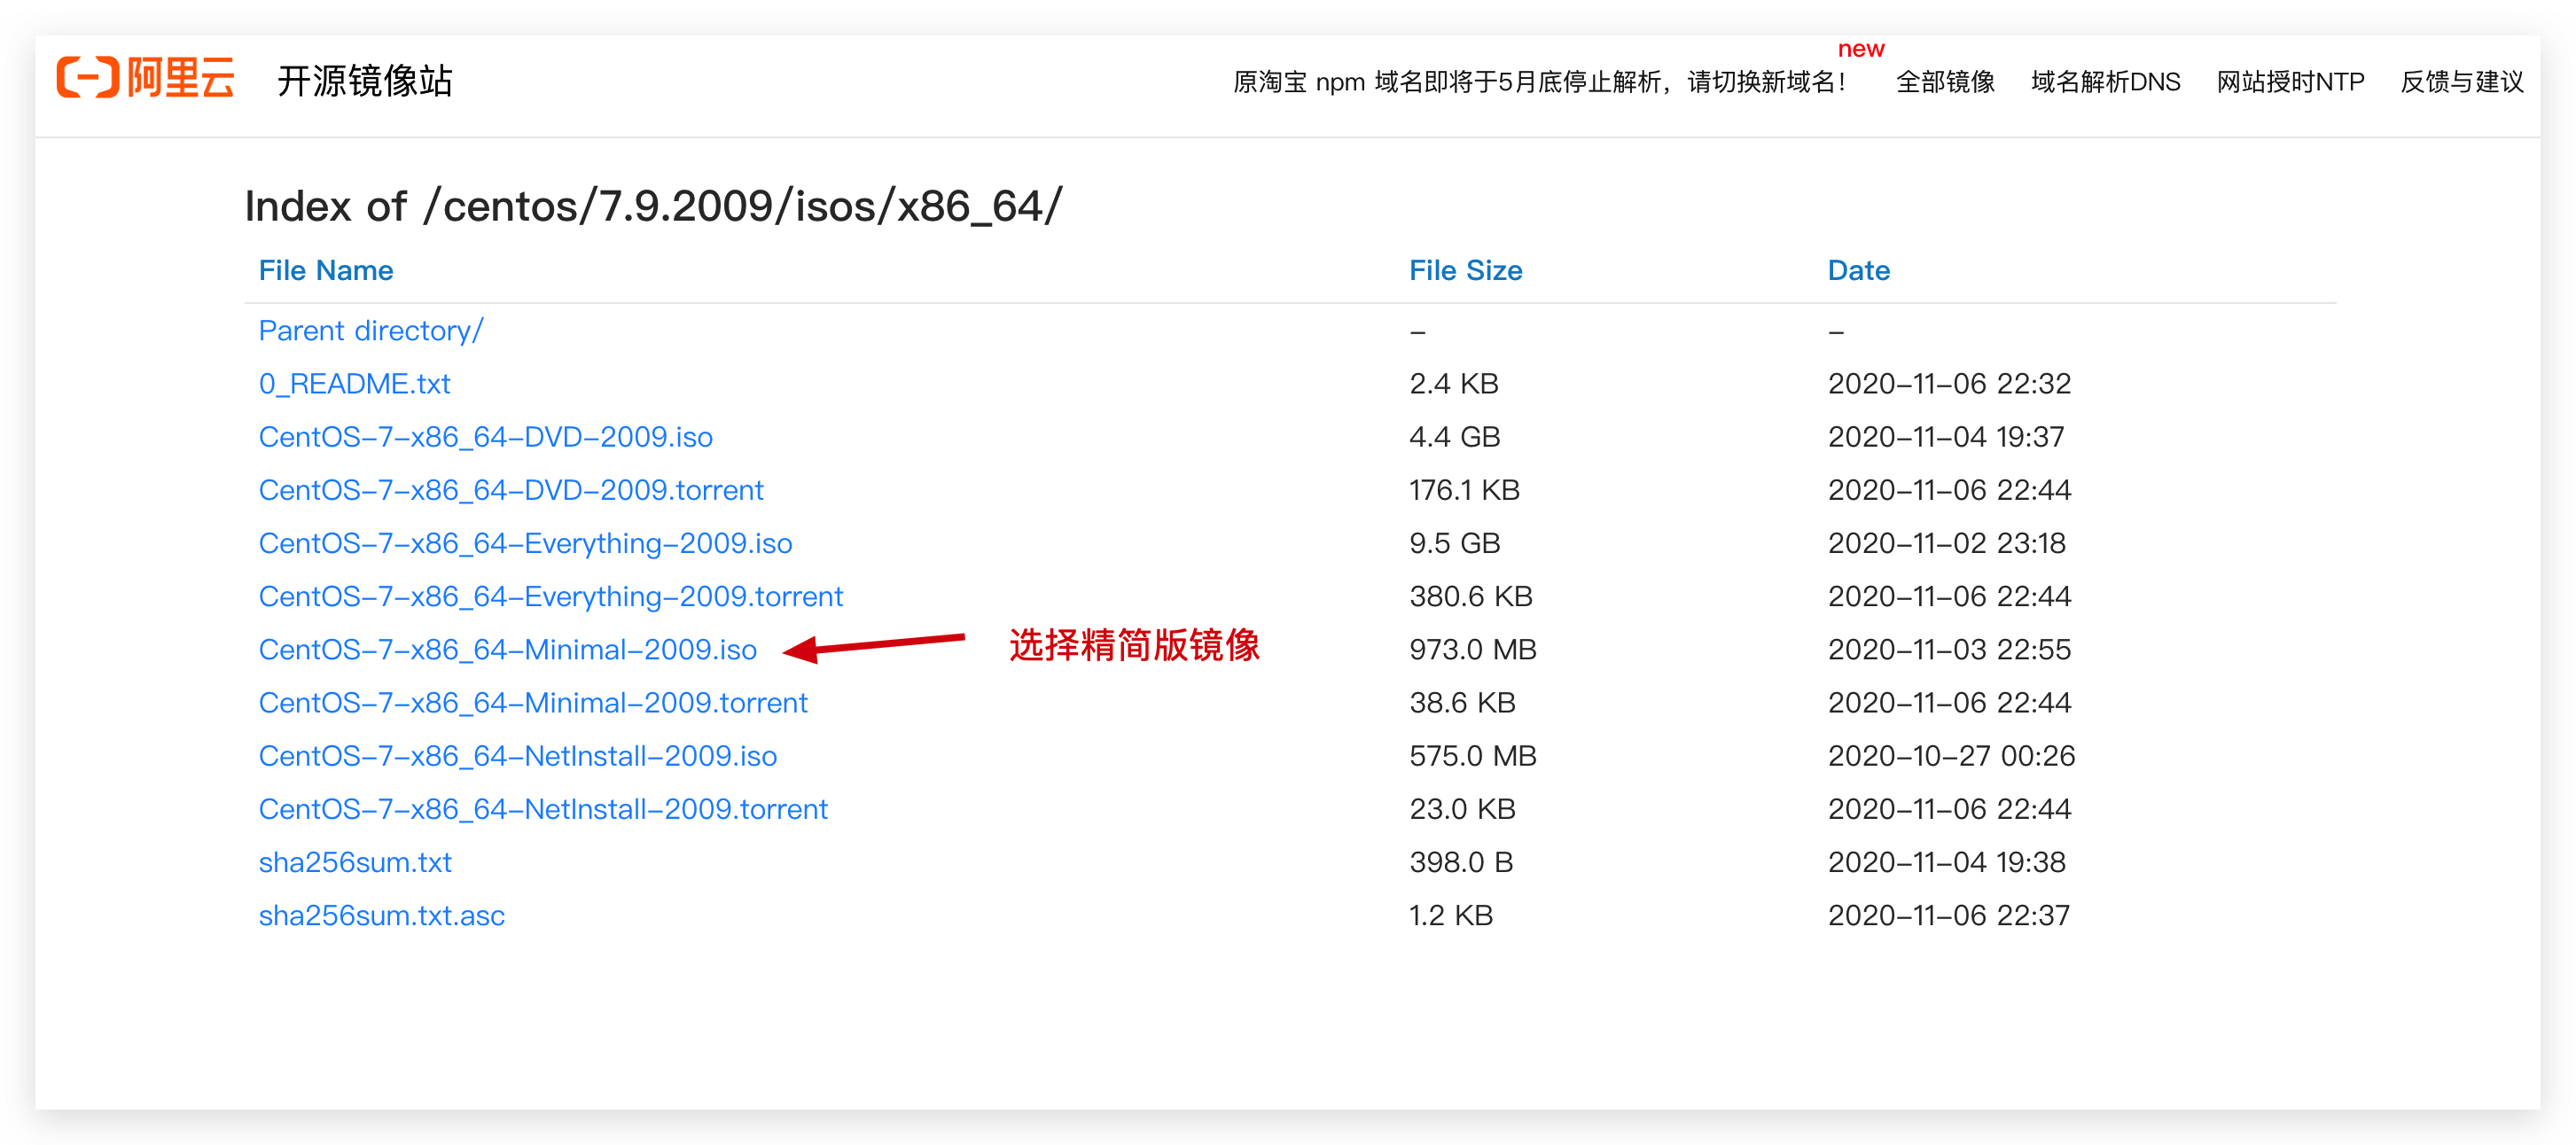 阿里云 开源镜像站 原淘宝 npm 域名即将于5月底停止解析，请切换新域名！ new 全部镜像 域名解析DNS 网站授时NTP 反馈与建议
Index of /centos/7.9.2009/isos/x86_64/
File Name File Size Date
Parent directory/ - -
0_README.txt 2.4 KB 2020-11-06 22:32
CentOS-7-x86_64-DVD-2009.iso 4.4 GB 2020-11-04 19:37
CentOS-7-x86_64-DVD-2009.torrent 176.1 KB 2020-11-06 22:44
CentOS-7-x86_64-Everything-2009.iso 9.5 GB 2020-11-02 23:18
CentOS-7-x86_64-Everything-2009.torrent 380.6 KB 2020-11-06 22:44
CentOS-7-x86_64-Minimal-2009.iso 选择精简版镜像 973.0 MB 2020-11-03 22:55
CentOS-7-x86_64-Minimal-2009.torrent 38.6 KB 2020-11-06 22:44
CentOS-7-x86_64-NetInstall-2009.iso 575.0 MB 2020-10-27 00:26
CentOS-7-x86_64-NetInstall-2009.torrent 23.0 KB 2020-11-06 22:44
sha256sum.txt 398.0 B 2020-11-04 19:38
sha256sum.txt.asc 1.2 KB 2020-11-06 22:37